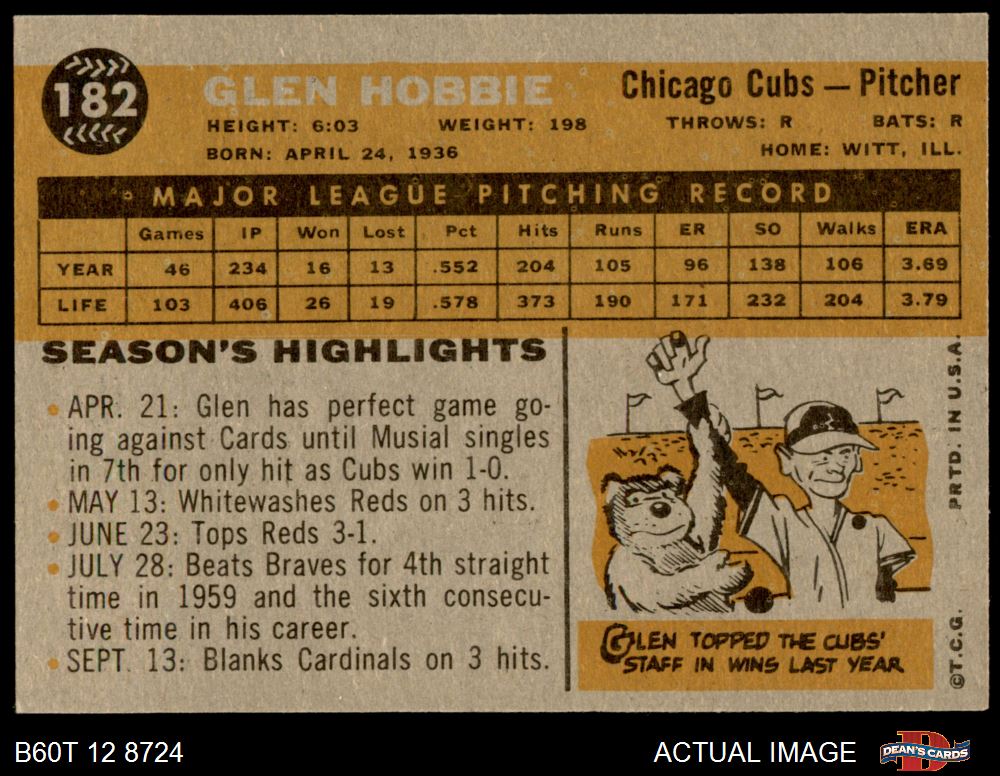 182
GLEN HOBBIE
Chicago Cubs — Pitcher
HEIGHT: 6:03 WEIGHT: 198 THROWS: R BATS: R
BORN: APRIL 24, 1936 HOME: WITT, ILL.
MAJOR LEAGUE PITCHING RECORD
Games IP Won Lost Pct Hits Runs ER SO Walks ERA
YEAR 46 234 16 13 .552 204 105 96 138 106 3.69
LIFE 103 406 26 19 .578 373 190 171 232 204 3.79
SEASON'S HIGHLIGHTS
• APR. 21: Glen has perfect game go-
ing against Cards until Musial singles
in 7th for only hit as Cubs win 1-0.
• MAY 13: Whitewashes Reds on 3 hits.
• JUNE 23: Tops Reds 3-1.
• JULY 28: Beats Braves for 4th straight
time in 1959 and the sixth consecu-
tive time in his career.
• SEPT. 13: Blanks Cardinals on 3 hits.
GLEN TOPPED THE CUBS'
STAFF IN WINS LAST YEAR
©T.C.G. PRTD. IN U.S.A.
B60T 12 8724
ACTUAL IMAGE
DEAN'S CARDS